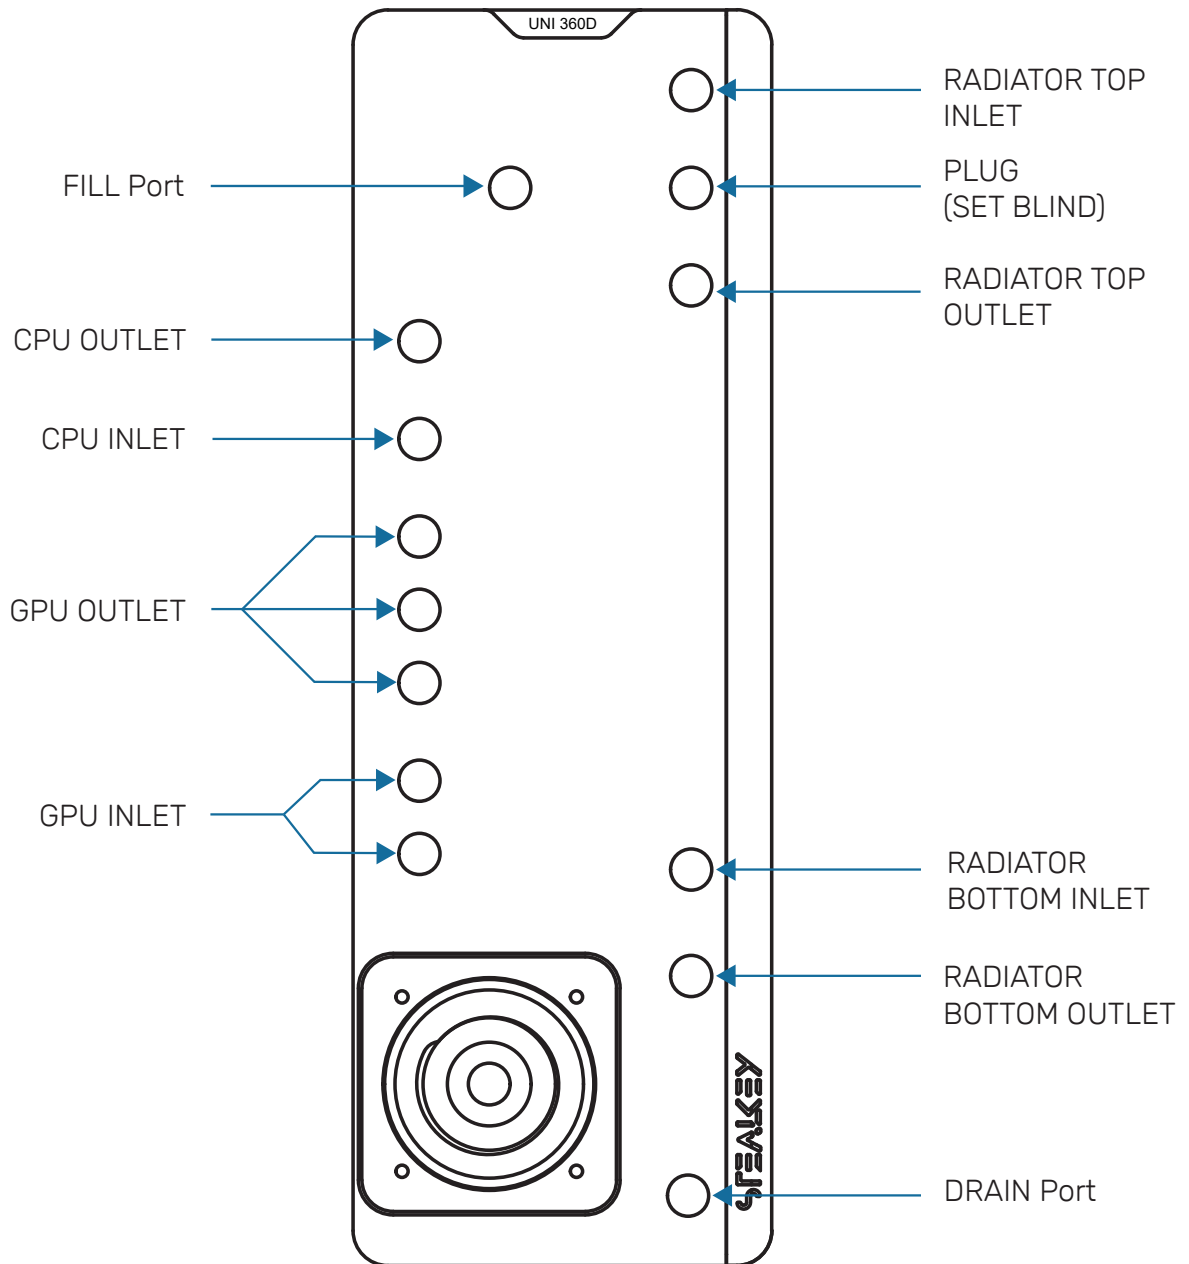 UNI 360D
RADIATOR TOP
INLET
FILL Port
PLUG
(SET BLIND)
RADIATOR TOP
OUTLET
CPU OUTLET
CPU INLET
GPU OUTLET
GPU INLET
RADIATOR
BOTTOM INLET
RADIATOR
BOTTOM OUTLET
DRAIN Port